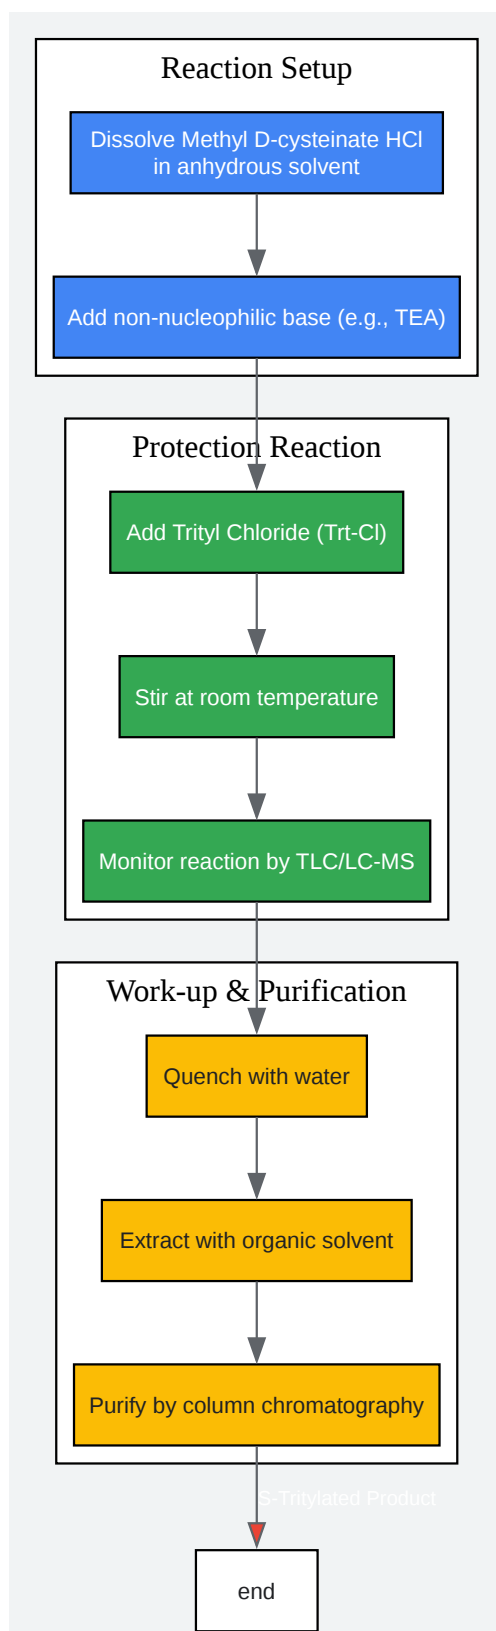 Reaction Setup
Dissolve Methyl D-cysteinate HCl
in anhydrous solvent
Add non-nucleophilic base (e.g., TEA)
Protection Reaction
Add Trityl Chloride (Trt-Cl)
Stir at room temperature
Monitor reaction by TLC/LC-MS
Work-up & Purification
Quench with water
Extract with organic solvent
Purify by column chromatography
S-Tritylated Product
end